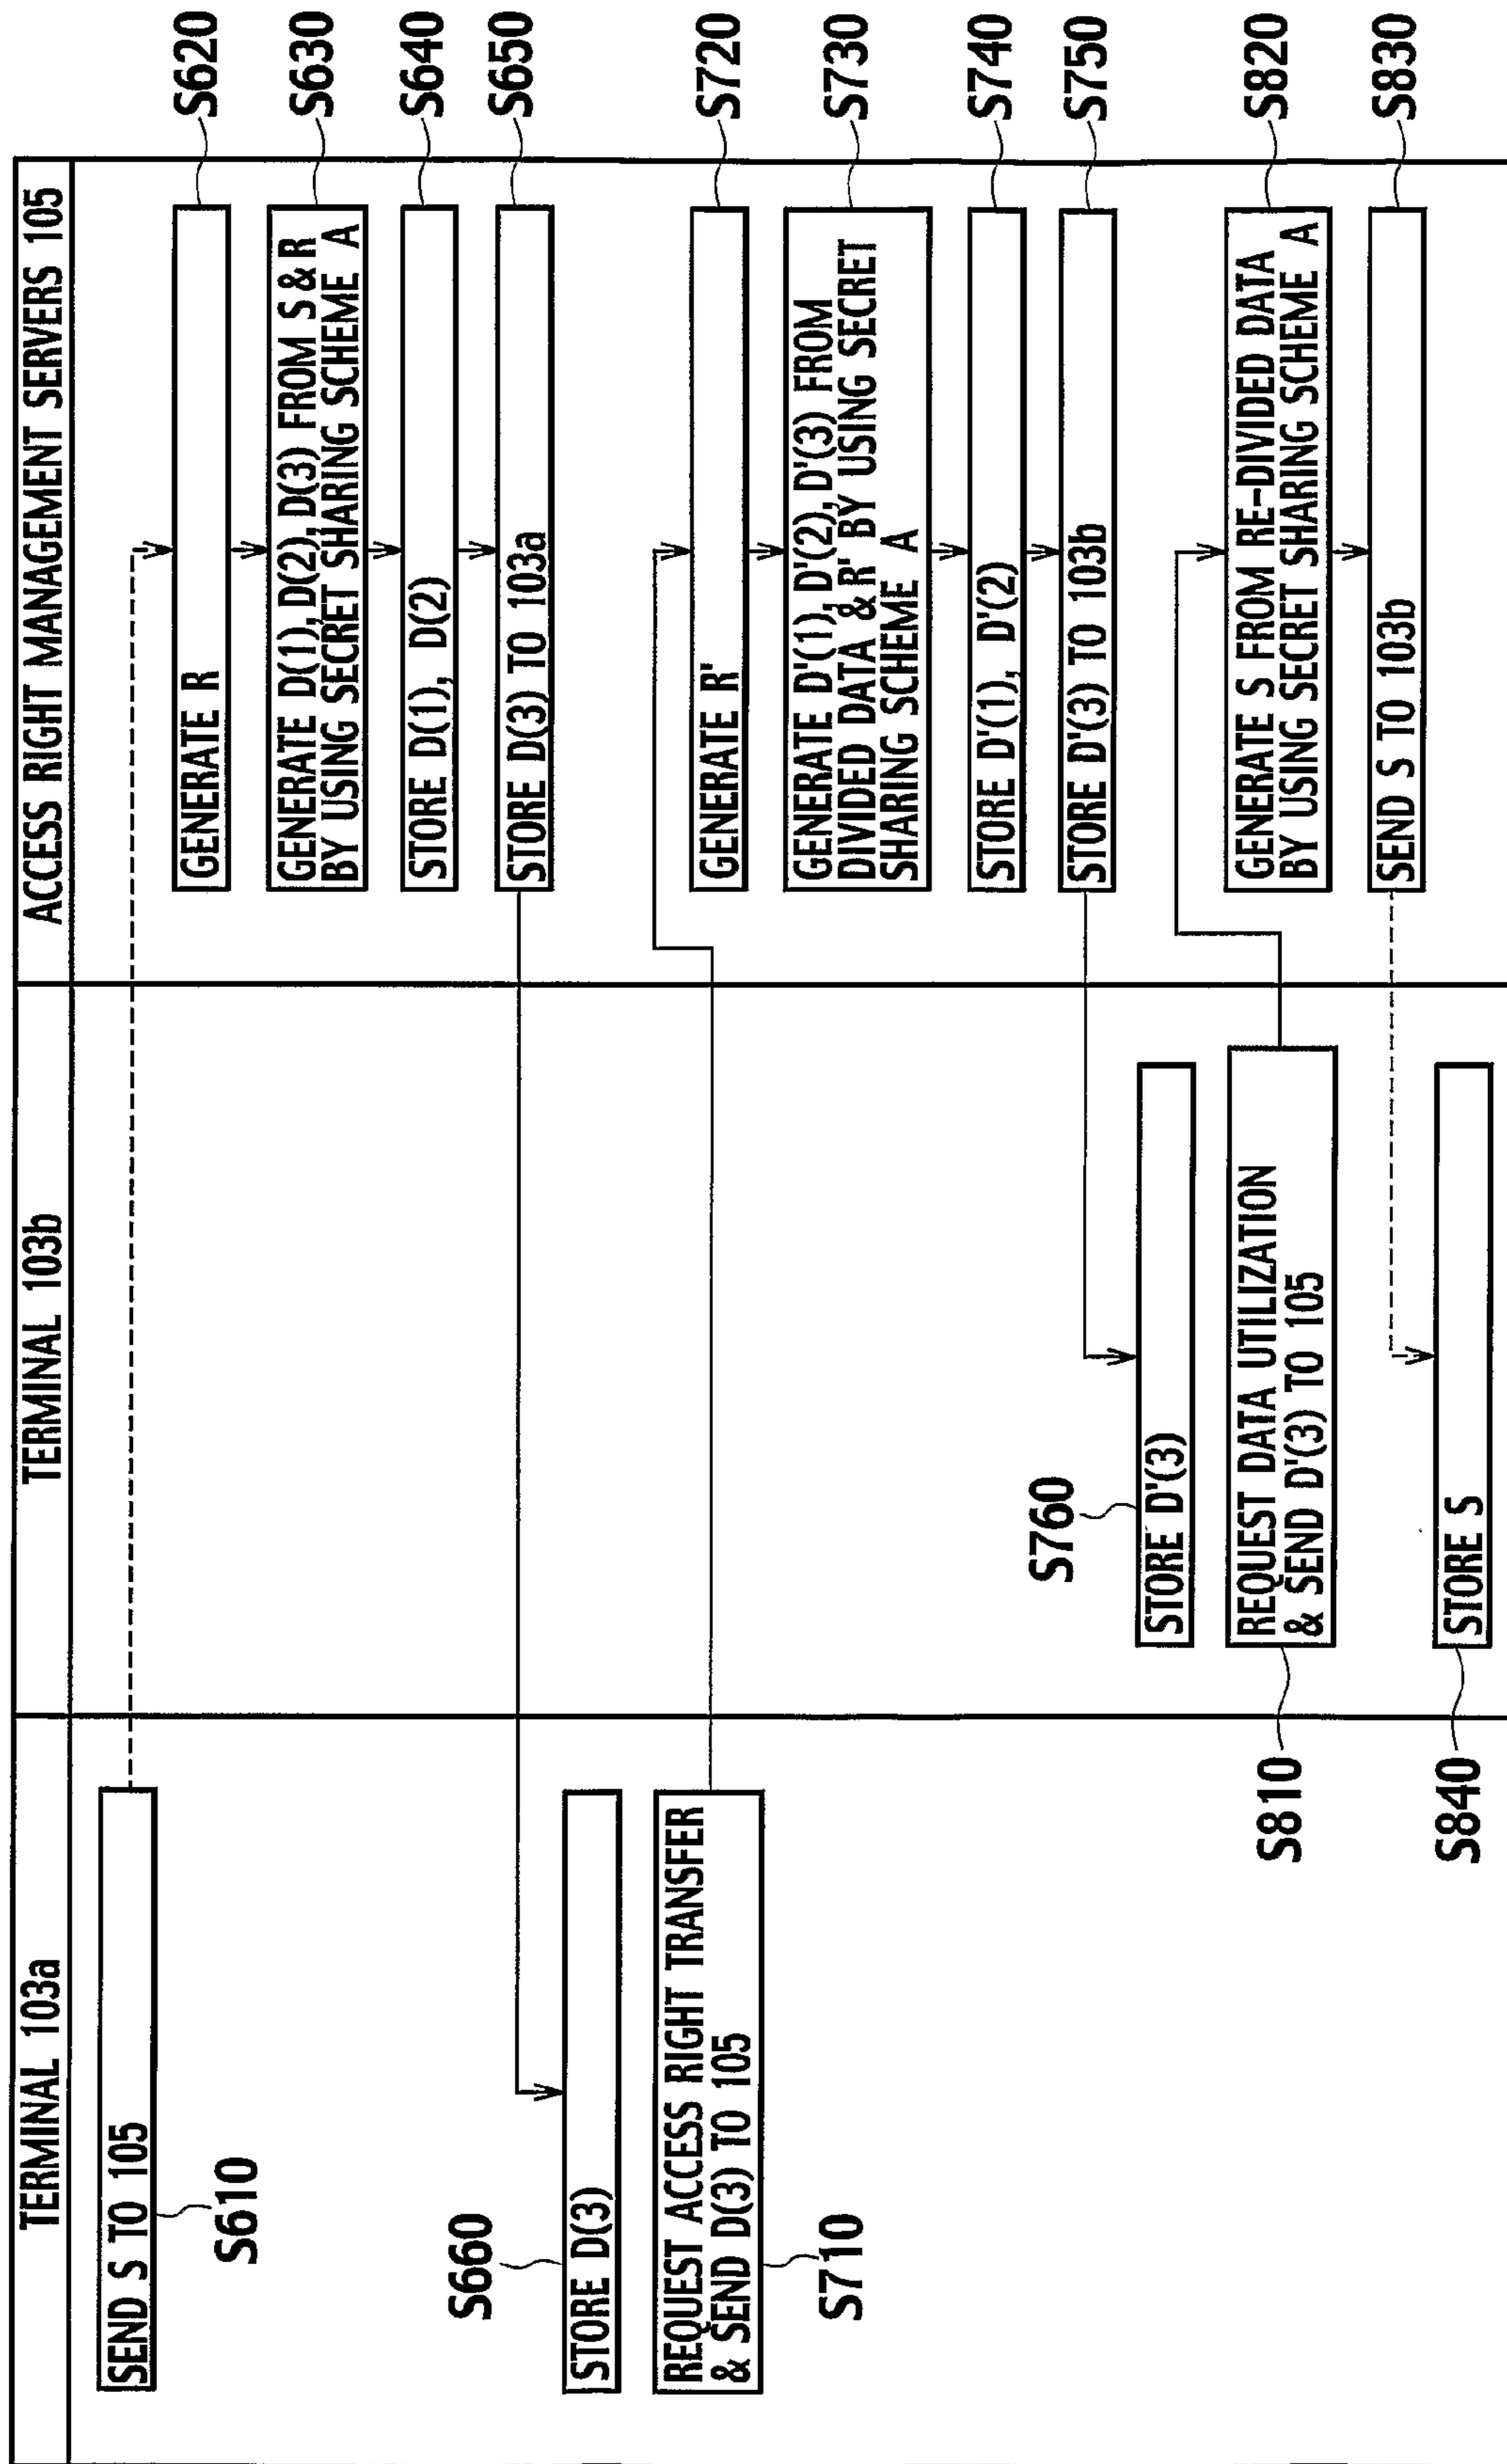 TERMINAL 103a
TERMINAL 103b
ACCESS RIGHT MANAGEMENT SERVERS 105
SEND S TO 105
S610
GENERATE R
S620
GENERATE D(1), D(2), D(3) FROM S & R
BY USING SECRET SHARING SCHEME A
S630
STORE D(1), D(2)
S640
STORE D(3) TO 103a
S650
S660
STORE D(3)
REQUEST ACCESS RIGHT TRANSFER
& SEND D(3) TO 105
S710
GENERATE R'
S720
GENERATE D'(1), D'(2), D'(3) FROM
DIVIDED DATA & R' BY USING SECRET
SHARING SCHEME A
S730
STORE D'(1), D'(2)
S740
STORE D'(3) TO 103b
S750
S760
STORE D'(3)
REQUEST DATA UTILIZATION
& SEND D'(3) TO 105
S810
GENERATE S FROM RE-DIVIDED DATA
BY USING SECRET SHARING SCHEME A
S820
SEND S TO 103b
S830
STORE S
S840